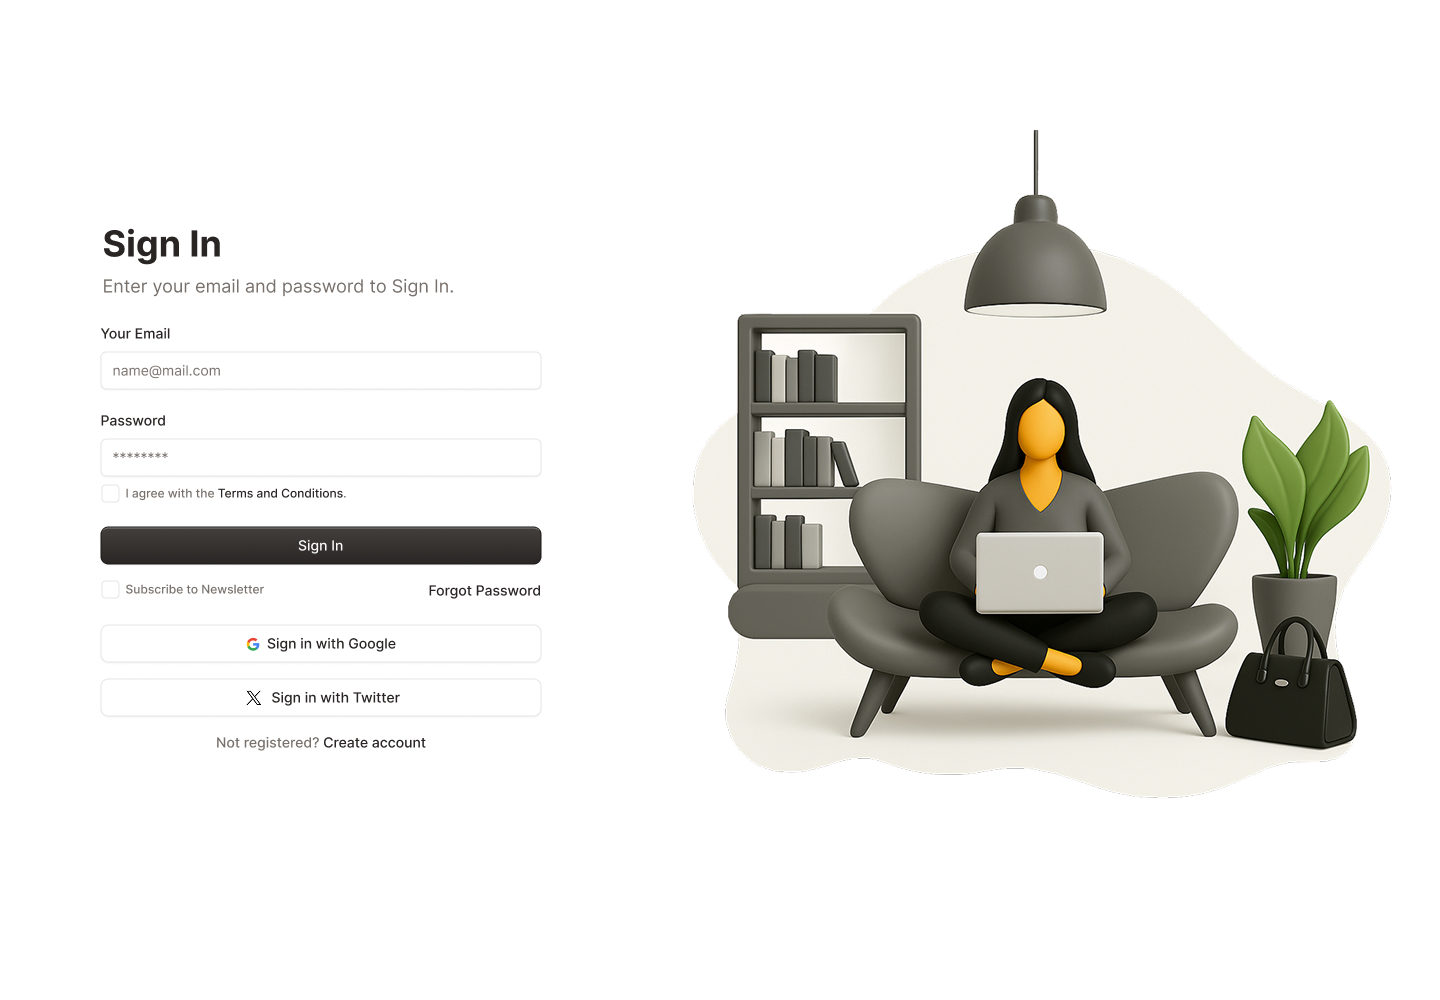 Sign In
Enter your email and password to Sign In.
Your Email
name@mail.com
Password
********
I agree with the Terms and Conditions.
Sign In
Subscribe to Newsletter
Forgot Password
Sign in with Google
Sign in with Twitter
Not registered? Create account